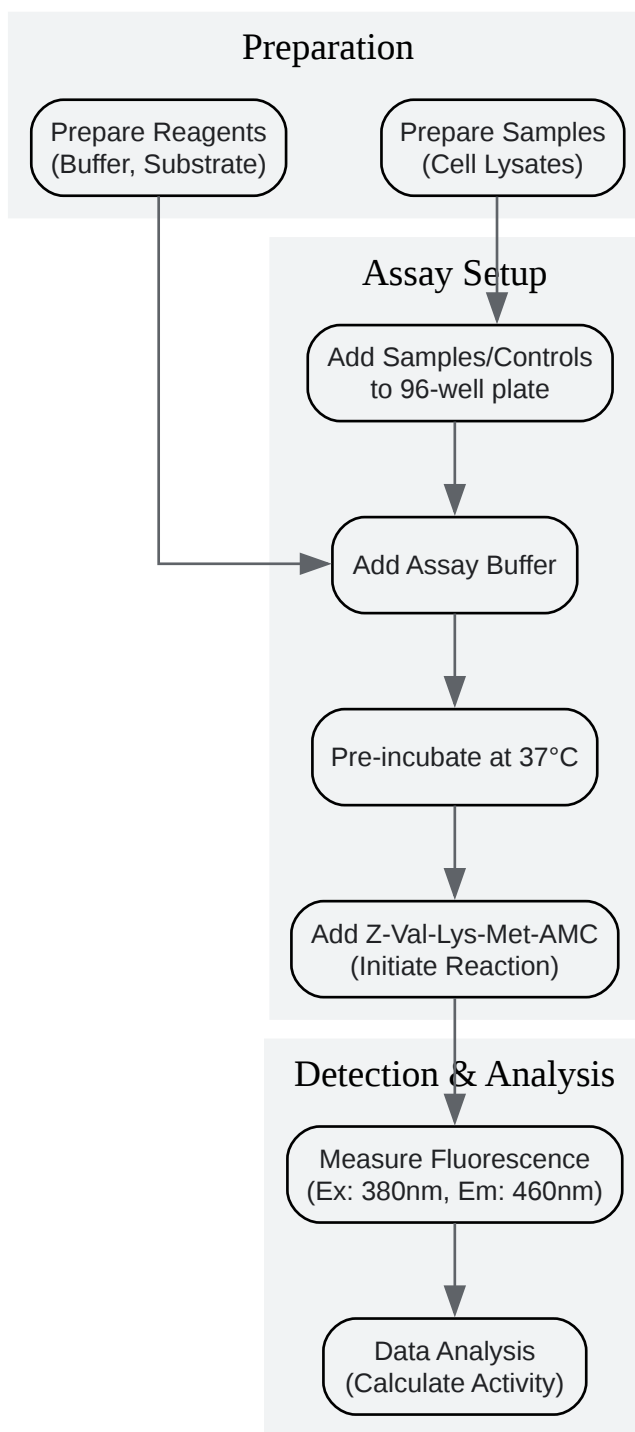 Preparation
Prepare Reagents
(Buffer, Substrate)
Prepare Samples
(Cell Lysates)
Assay Setup
Add Samples/Controls
to 96-well plate
Add Assay Buffer
Pre-incubate at 37°C
Add Z-Val-Lys-Met-AMC
(Initiate Reaction)
Detection & Analysis
Measure Fluorescence
(Ex: 380nm, Em: 460nm)
Data Analysis
(Calculate Activity)